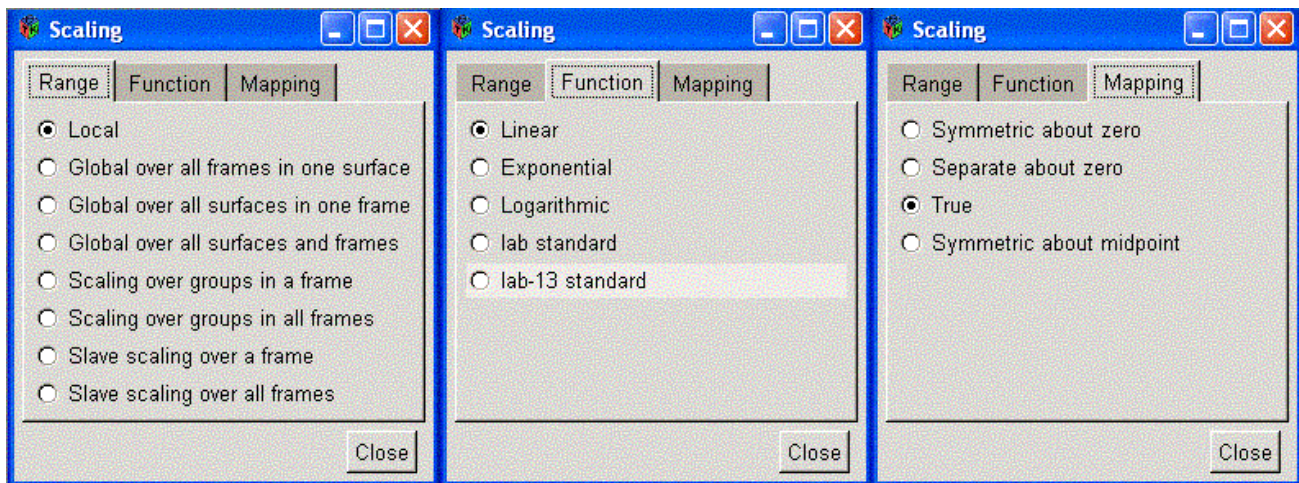 Scaling
Range Function Mapping
Local
Global over all frames in one surface
Global over all surfaces in one frame
Global over all surfaces and frames
Scaling over groups in a frame
Scaling over groups in all frames
Slave scaling over a frame
Slave scaling over all frames
Close
Scaling
Range Function Mapping
Linear
Exponential
Logarithmic
lab standard
lab-13 standard
Close
Scaling
Range Function Mapping
Symmetric about zero
Separate about zero
True
Symmetric about midpoint
Close